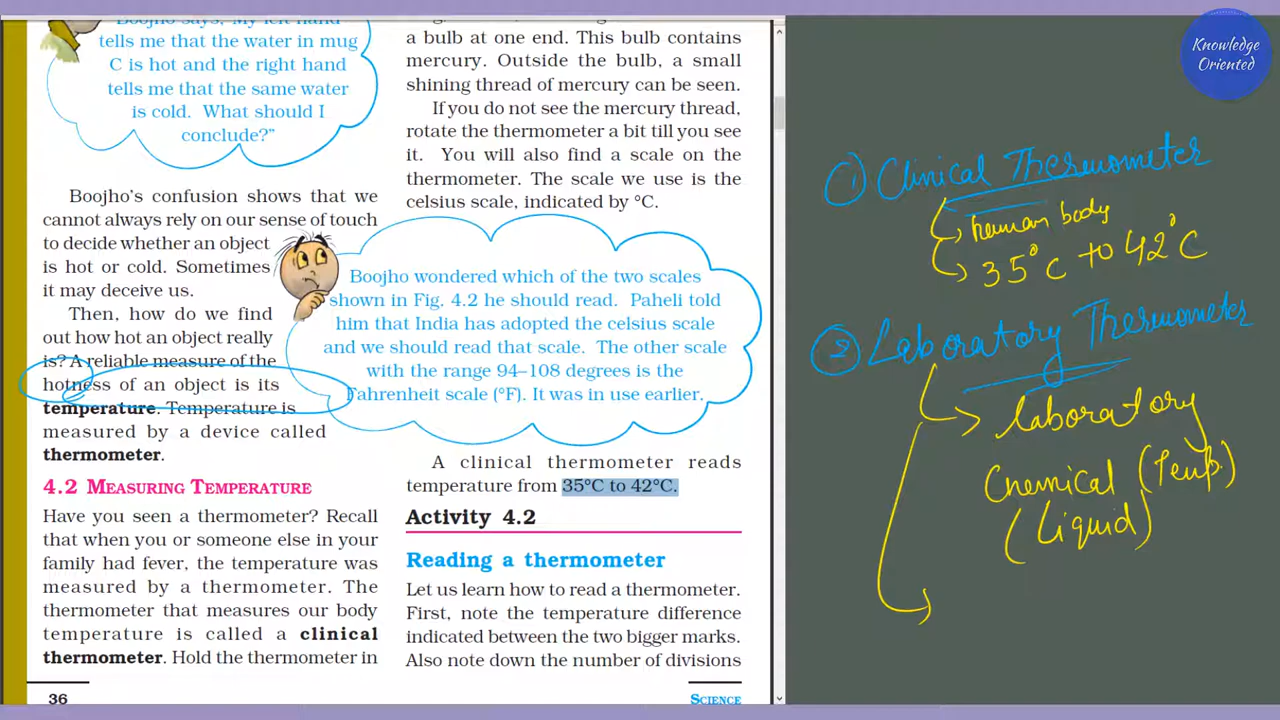 Boojho says, "My left hand
tells me that the water in mug
C is hot and the right hand
tells me that the same water
is cold. What should I
conclude?"
Boojho's confusion shows that we
cannot always rely on our sense of touch
to decide whether an object
is hot or cold. Sometimes
it may deceive us.
Then, how do we find
out how hot an object really
is? A reliable measure of the
hotness of an object is its
temperature. Temperature is
measured by a device called
thermometer.
4.2 MEASURING TEMPERATURE
Have you seen a thermometer? Recall
that when you or someone else in your
family had fever, the temperature was
measured by a thermometer. The
thermometer that measures our body
temperature is called a clinical
thermometer. Hold the thermometer in
36
a bulb at one end. This bulb contains
mercury. Outside the bulb, a small
shining thread of mercury can be seen.
If you do not see the mercury thread,
rotate the thermometer a bit till you see
it. You will also find a scale on the
thermometer. The scale we use is the
celsius scale, indicated by °C.
Boojho wondered which of the two scales
shown in Fig. 4.2 he should read. Paheli told
him that India has adopted the celsius scale
and we should read that scale. The other scale
with the range 94–108 degrees is the
Fahrenheit scale (°F). It was in use earlier.
A clinical thermometer reads
temperature from 35°C to 42°C.
Activity 4.2
Reading a thermometer
Let us learn how to read a thermometer.
First, note the temperature difference
indicated between the two bigger marks.
Also note down the number of divisions
SCIENCE
Knowledge
Oriented
① Clinical Thermometer
human body
35°C to 42°C
② Laboratory Thermometer
laboratory
Chemical (Temp.)
(Liquid)